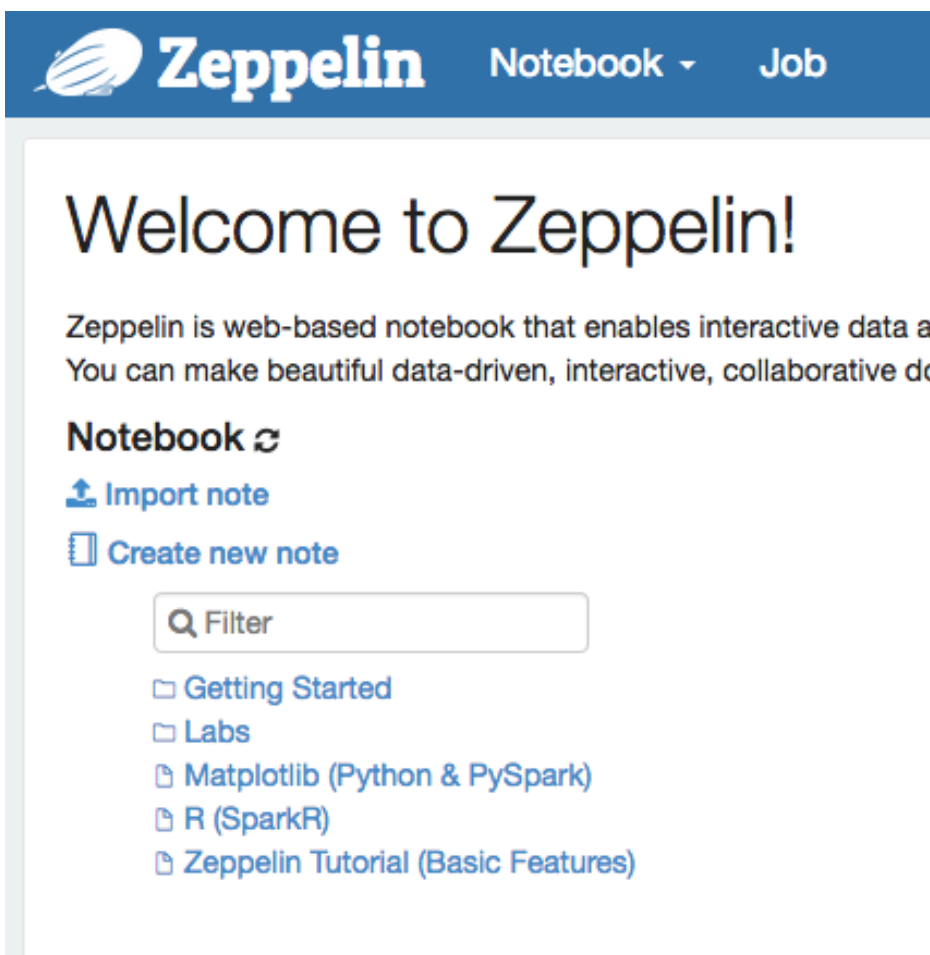 Zeppelin Notebook Job
Welcome to Zeppelin!
Zeppelin is web-based notebook that enables interactive data a
You can make beautiful data-driven, interactive, collaborative do
Notebook
Import note
Create new note
Filter
Getting Started
Labs
Matplotlib (Python & PySpark)
R (SparkR)
Zeppelin Tutorial (Basic Features)